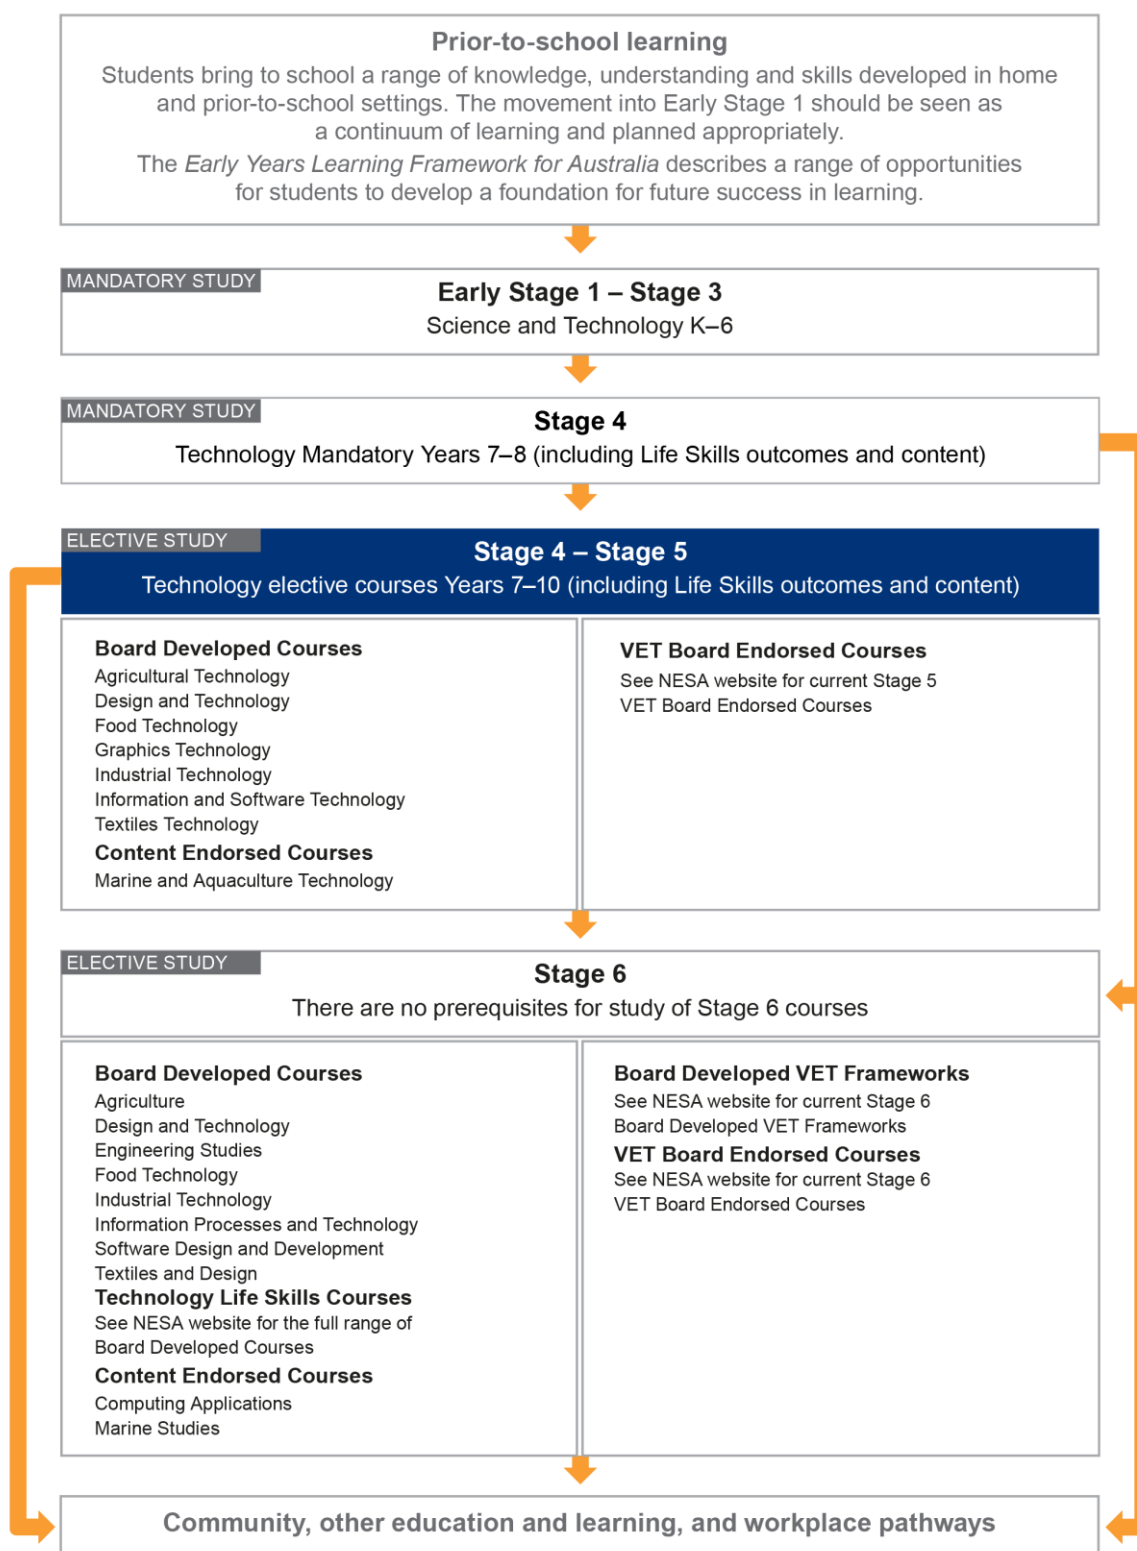 Prior-to-school learning
Students bring to school a range of knowledge, understanding and skills developed in home
and prior-to-school settings. The movement into Early Stage 1 should be seen as
a continuum of learning and planned appropriately.
The Early Years Learning Framework for Australia describes a range of opportunities
for students to develop a foundation for future success in learning.
MANDATORY STUDY
Early Stage 1 – Stage 3
Science and Technology K–6
MANDATORY STUDY
Stage 4
Technology Mandatory Years 7–8 (including Life Skills outcomes and content)
ELECTIVE STUDY
Stage 4 – Stage 5
Technology elective courses Years 7–10 (including Life Skills outcomes and content)
Board Developed Courses
Agricultural Technology
Design and Technology
Food Technology
Graphics Technology
Industrial Technology
Information and Software Technology
Textiles Technology
Content Endorsed Courses
Marine and Aquaculture Technology
VET Board Endorsed Courses
See NESA website for current Stage 5
VET Board Endorsed Courses
ELECTIVE STUDY
Stage 6
There are no prerequisites for study of Stage 6 courses
Board Developed Courses
Agriculture
Design and Technology
Engineering Studies
Food Technology
Industrial Technology
Information Processes and Technology
Software Design and Development
Textiles and Design
Technology Life Skills Courses
See NESA website for the full range of
Board Developed Courses
Content Endorsed Courses
Computing Applications
Marine Studies
Board Developed VET Frameworks
See NESA website for current Stage 6
Board Developed VET Frameworks
VET Board Endorsed Courses
See NESA website for current Stage 6
VET Board Endorsed Courses
Community, other education and learning, and workplace pathways